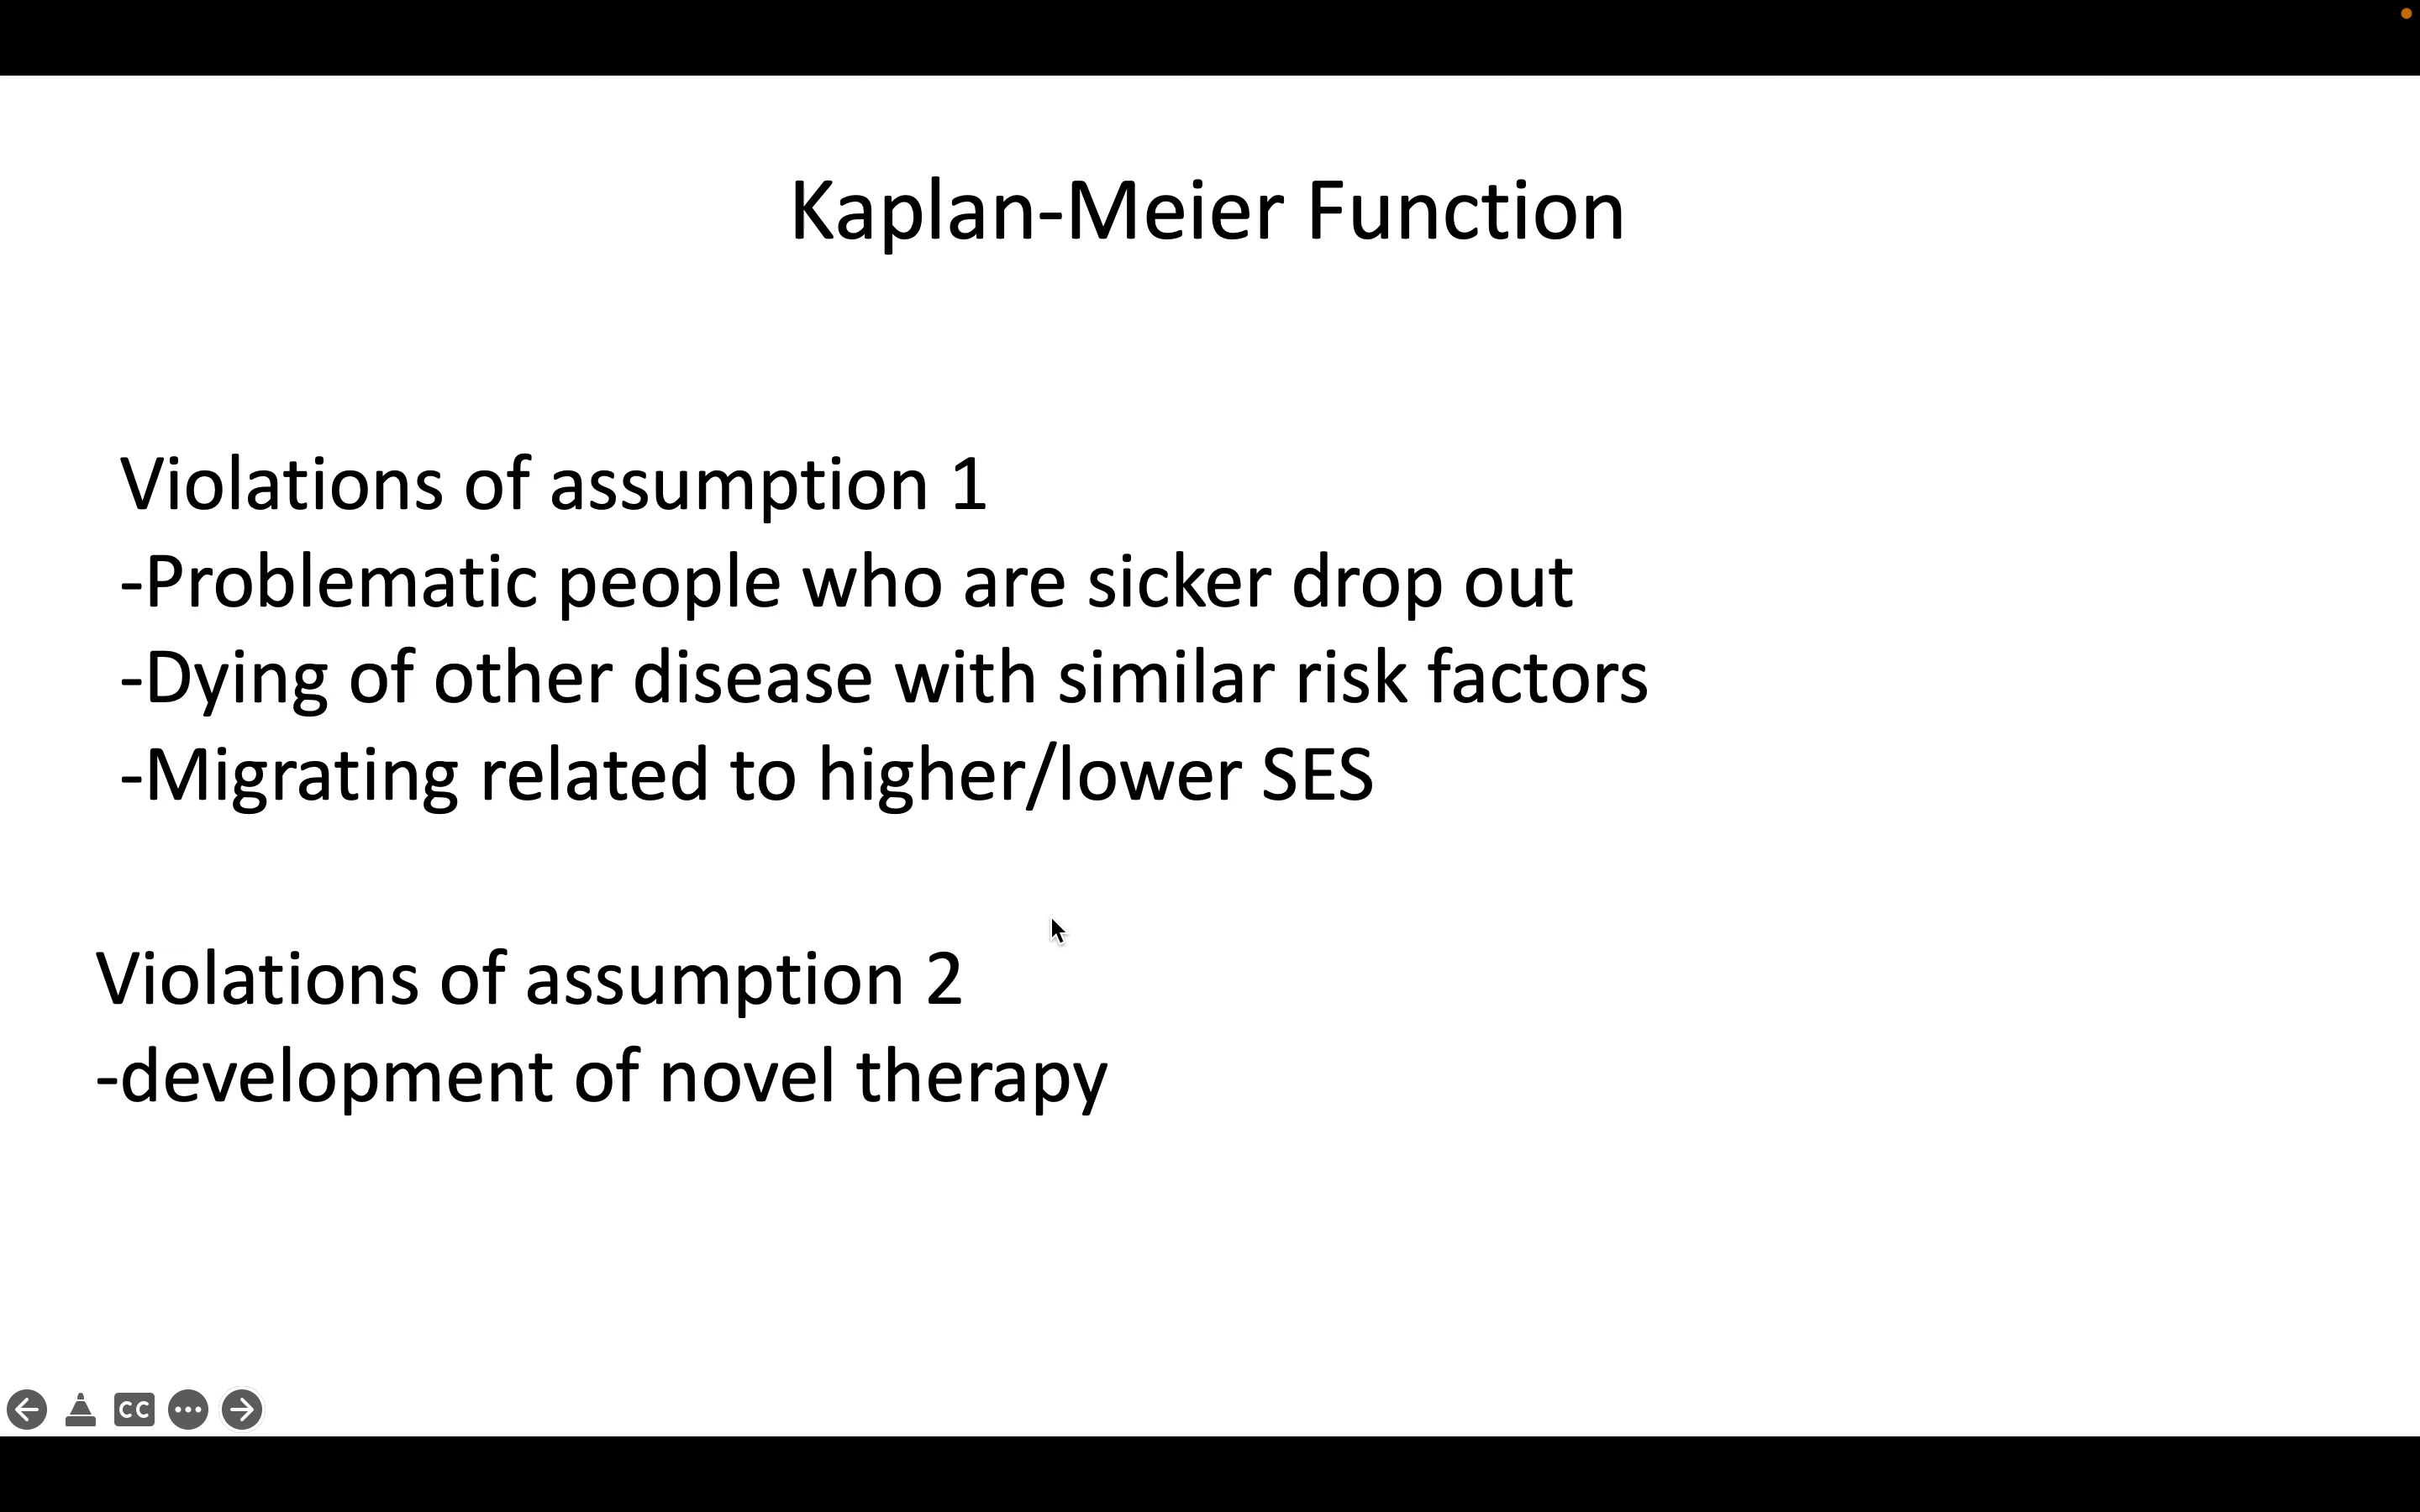 Kaplan-Meier Function
Violations of assumption 1
-Problematic people who are sicker drop out
-Dying of other disease with similar risk factors
-Migrating related to higher/lower SES
Violations of assumption 2
-development of novel therapy
CC